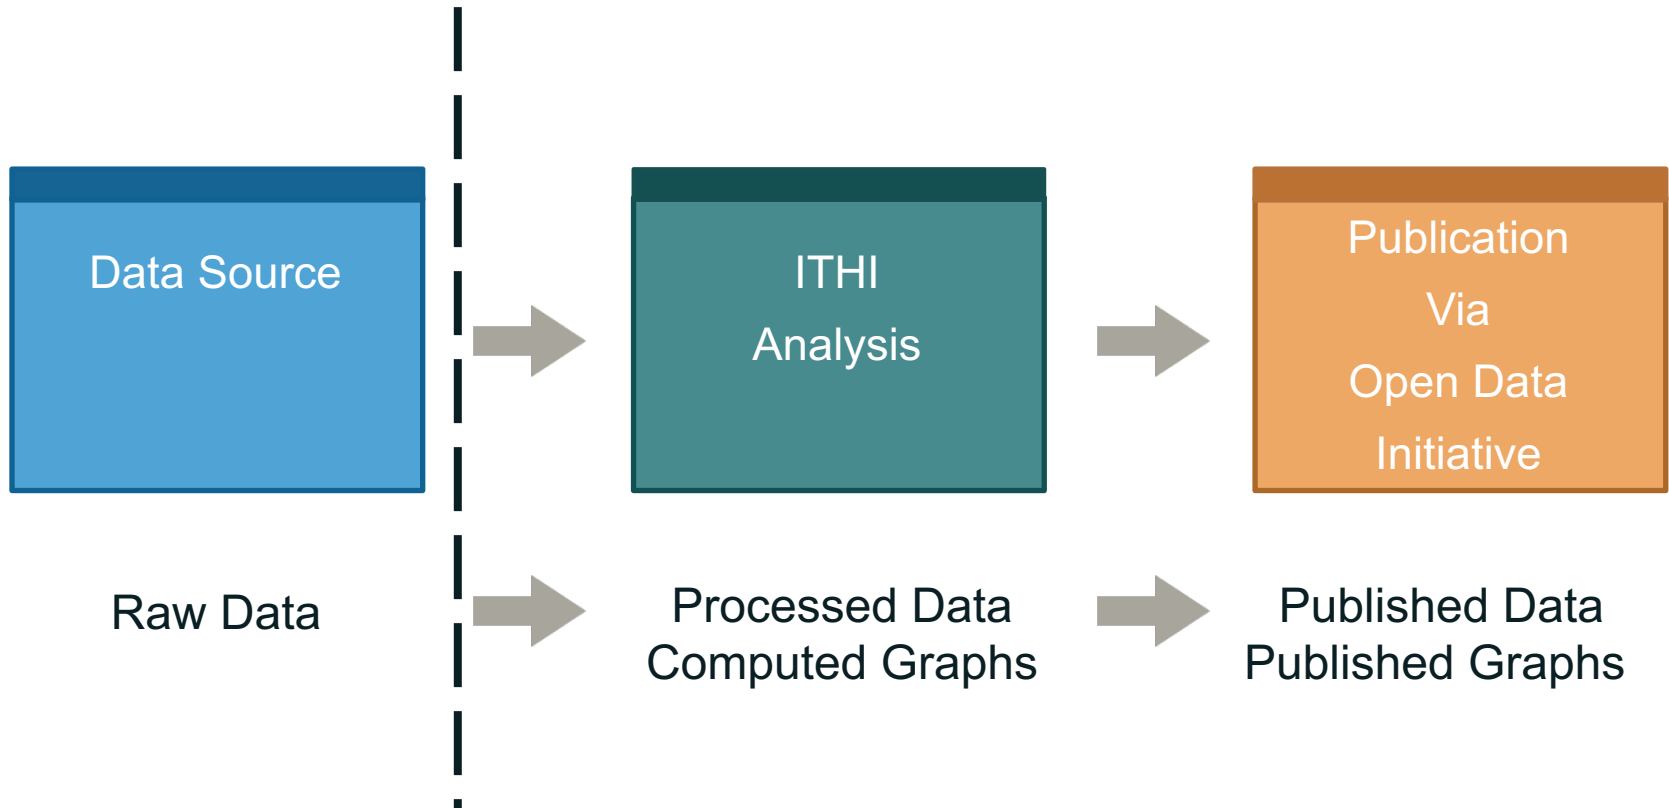 Data Source
ITHI
Analysis
Publication
Via
Open Data
Initiative
Raw Data
Processed Data
Computed Graphs
Published Data
Published Graphs